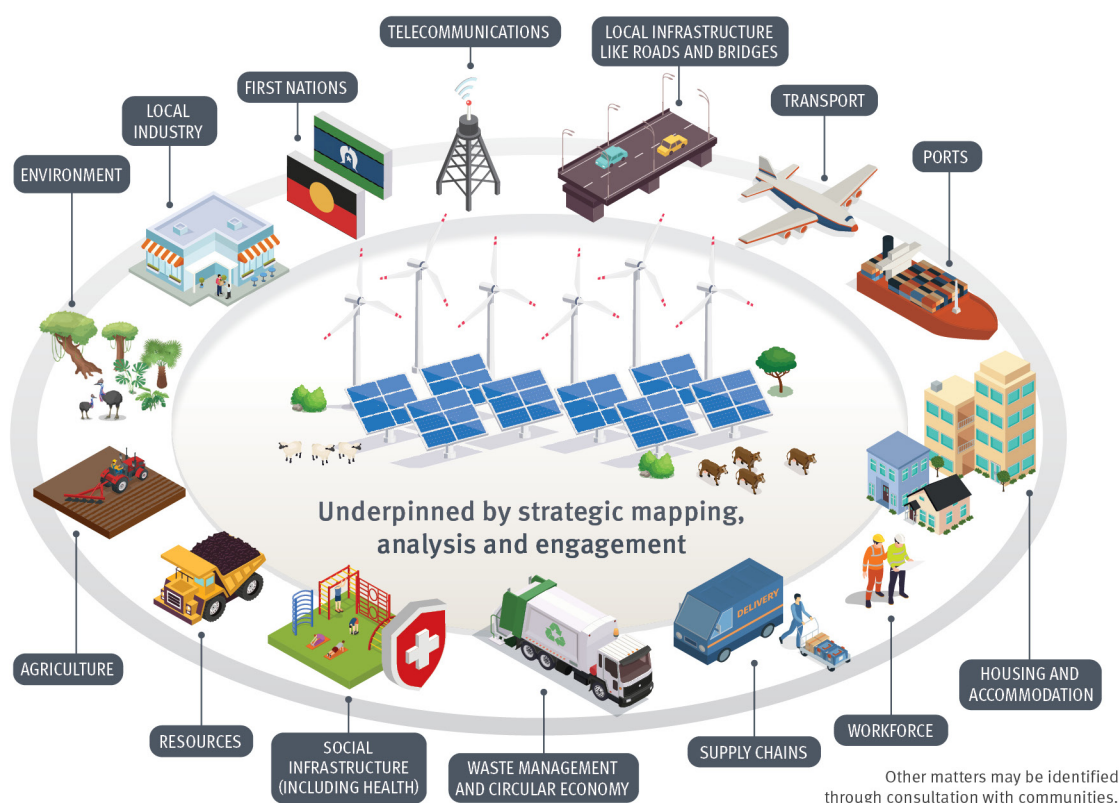 TELECOMMUNICATIONS
LOCAL INFRASTRUCTURE
LIKE ROADS AND BRIDGES
FIRST NATIONS
TRANSPORT
LOCAL
INDUSTRY
PORTS
ENVIRONMENT
Underpinned by strategic mapping,
analysis and engagement
DELIVERY
AGRICULTURE
HOUSING AND
ACCOMMODATION
RESOURCES
WORKFORCE
SOCIAL
INFRASTRUCTURE
(INCLUDING HEALTH)
WASTE MANAGEMENT
AND CIRCULAR ECONOMY
SUPPLY CHAINS
Other matters may be identified
through consultation with communities.